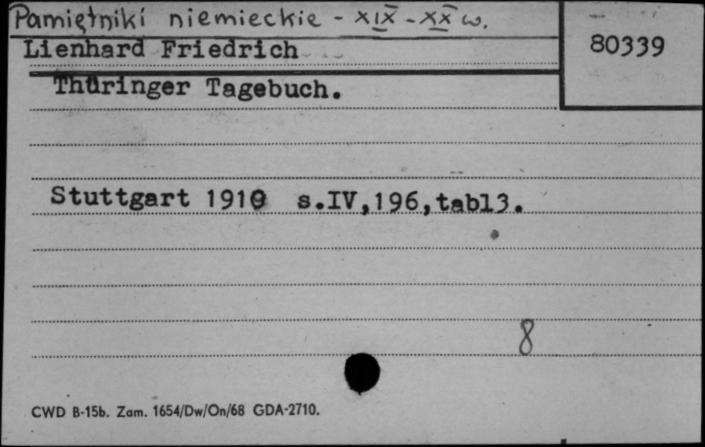 Pamiętniki niemieckie - XIX - XX w.
Lienhard Friedrich
80339
Thüringer Tagebuch.
Stuttgart 1910 s.IV,196,tabl3.
8
CWD B-15b. Zam. 1654/Dw/On/68 GDA-2710.